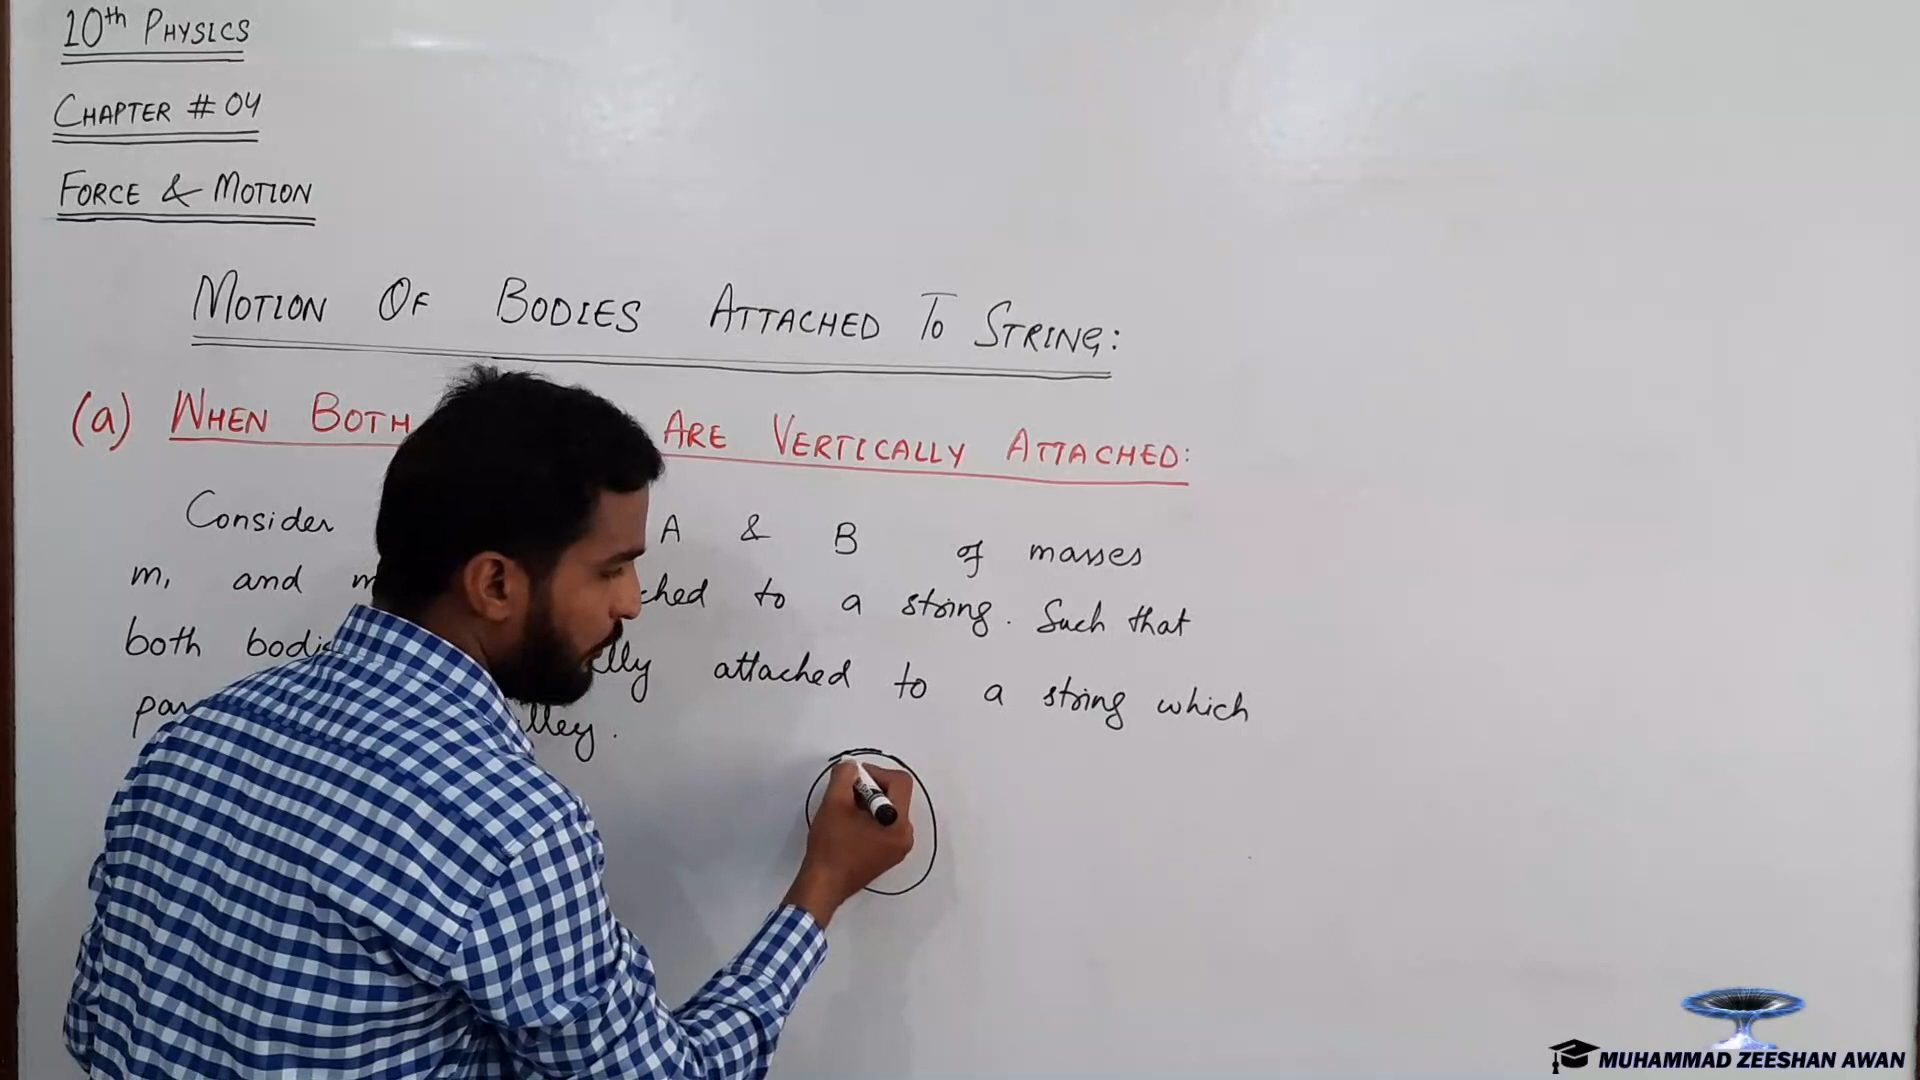 10th PHYSICS
CHAPTER # 04
FORCE & MOTION
MOTION OF BODIES ATTACHED TO STRING:
(a) WHEN BOTH ARE VERTICALLY ATTACHED:
Consider A & B of masses
m₁ and to a string. Such that
both attached to a string which
MUHAMMAD ZEESHAN AWAN